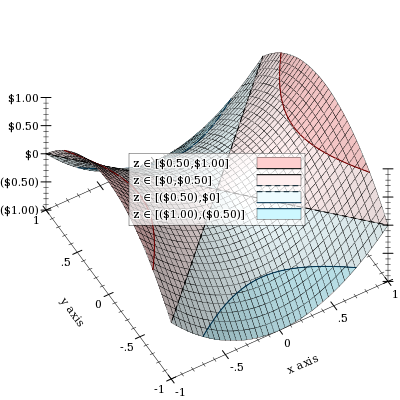 $1.00
$0.50
$0
($0.50)
($1.00)
z ∈ [$0.50,$1.00]
z ∈ [$0,$0.50]
z ∈ [($0.50),$0]
z ∈ [($1.00),($0.50)]
1
.5
0
-.5
-1
y axis
-1
-.5
0
.5
1
x axis